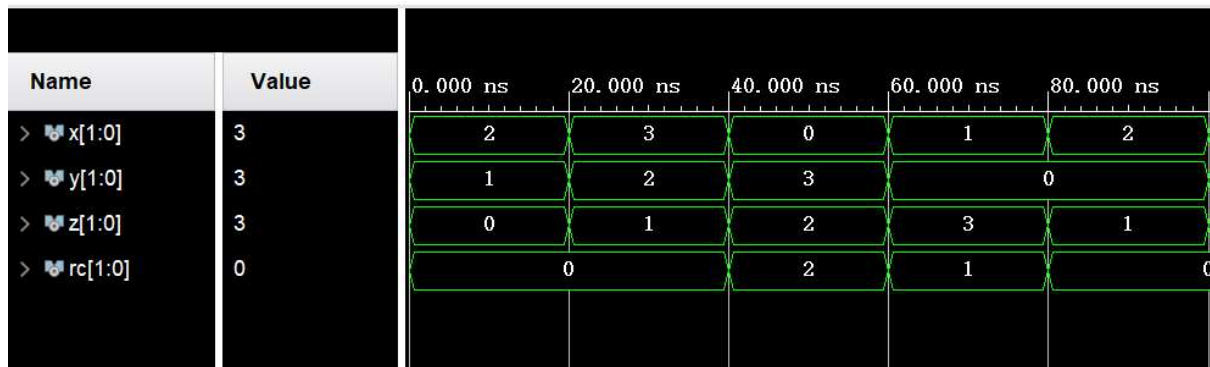 Name Value 0.000 ns 20.000 ns 40.000 ns 60.000 ns 80.000 ns
x[1:0] 3 2 3 0 1 2
y[1:0] 3 1 2 3 0
z[1:0] 3 0 1 2 3 1
rc[1:0] 0 0 2 1 0